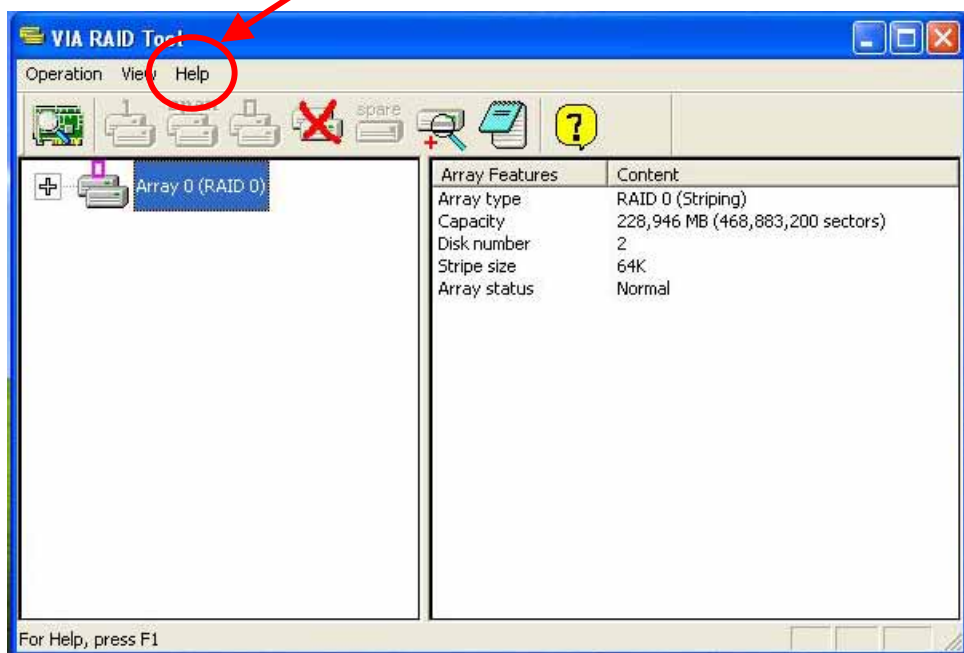 VIA RAID Tool
Operation View Help
1 spare
Array 0 (RAID 0)
Array Features Content
Array type RAID 0 (Striping)
Capacity 228,946 MB (468,883,200 sectors)
Disk number 2
Stripe size 64K
Array status Normal
For Help, press F1